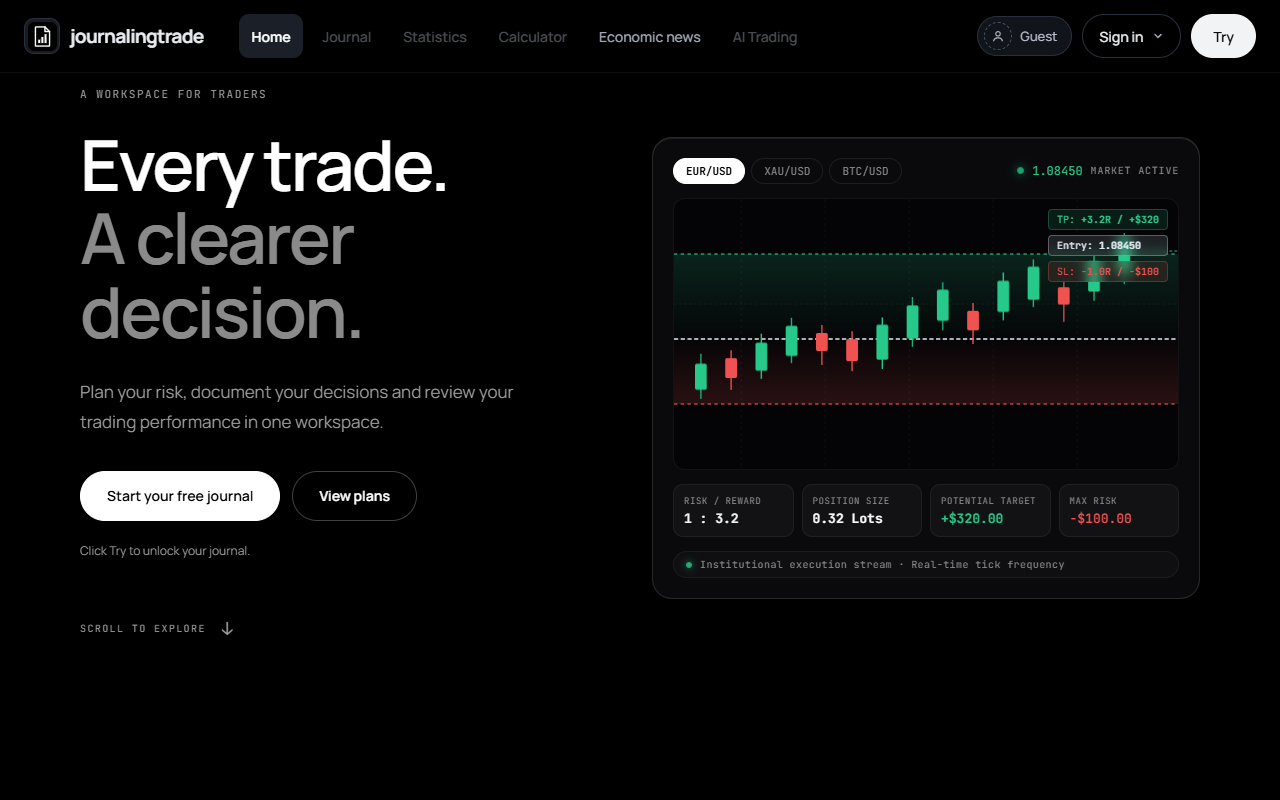 journalingtrade
Home
Journal
Statistics
Calculator
Economic news
AI Trading
Guest
Sign in
Try
A WORKSPACE FOR TRADERS
Every trade.
A clearer
decision.
Plan your risk, document your decisions and review your
trading performance in one workspace.
Start your free journal
View plans
Click Try to unlock your journal.
SCROLL TO EXPLORE
EUR/USD
XAU/USD
BTC/USD
1.08450 MARKET ACTIVE
TP: +3.2R / +$320
Entry: 1.08450
SL: -1.0R / -$100
RISK / REWARD
1 : 3.2
POSITION SIZE
0.32 Lots
POTENTIAL TARGET
+$320.00
MAX RISK
-$100.00
Institutional execution stream · Real-time tick frequency